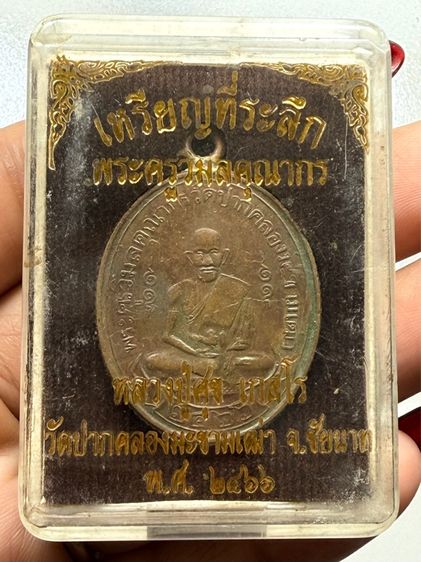 เหรียญที่ระลึก
พระครูวิมลคุณากร
หลวงปู่ศุข เกสโร
วัดปากคลองมะขามเฒ่า จ.ชัยนาท
พ.ศ. ๒๔๖๖